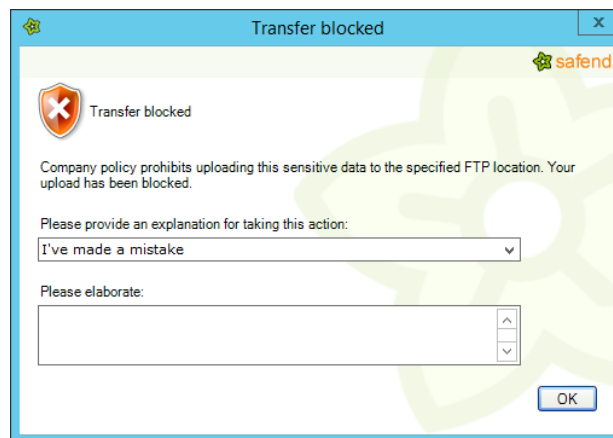 Transfer blocked
x
safend
Transfer blocked
Company policy prohibits uploading this sensitive data to the specified FTP location. Your
upload has been blocked.
Please provide an explanation for taking this action:
I've made a mistake
Please elaborate:
OK